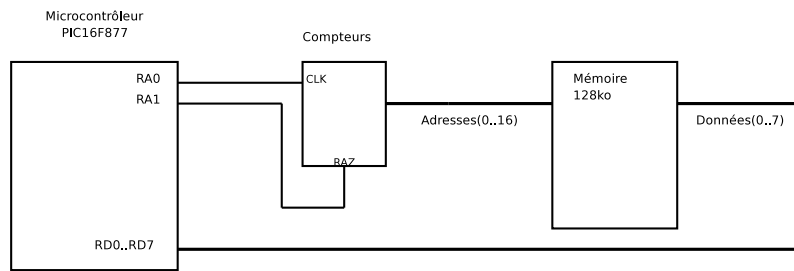 Microcontrôleur
PIC16F877
Compteurs
RA0
CLK
RA1
RAZ
Adresses(0..16)
Mémoire
128ko
Données(0..7)
RD0..RD7